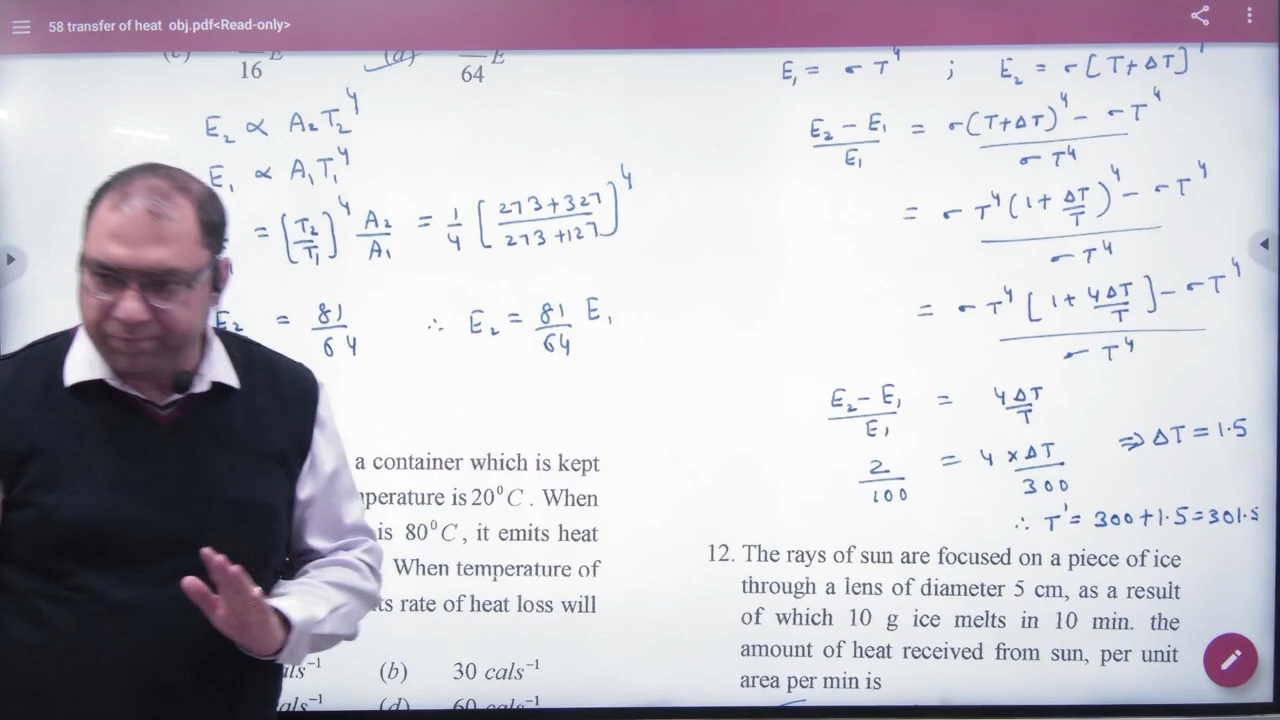 58 transfer of heat obj.pdf<Read-only>
16
(d) 64 E
E₂ ∝ A₂T₂⁴
E₁ ∝ A₁T₁⁴
= (T₂/T₁)⁴ A₂/A₁ = 1/4 [273+327/273+127]⁴
E₂ = 81/64 ∴ E₂ = 81/64 E₁
a container which is kept
temperature is 20⁰C. When
is 80⁰C, it emits heat
When temperature of
its rate of heat loss will
(b) 30 cals⁻¹
(d) 60 cals⁻¹
E₁ = σT⁴ ; E₂ = σ[T+ΔT]⁴
E₂-E₁/E₁ = σ(T+ΔT)⁴ - σT⁴/σT⁴
= σT⁴(1+ΔT/T)⁴ - σT⁴/σT⁴
= σT⁴[1+4ΔT/T] - σT⁴/σT⁴
E₂-E₁/E₁ = 4ΔT/T
2/100 = 4×ΔT/300 ⇒ ΔT = 1.5
∴ T' = 300+1.5=301.5
12. The rays of sun are focused on a piece of ice
through a lens of diameter 5 cm, as a result
of which 10 g ice melts in 10 min. the
amount of heat received from sun, per unit
area per min is